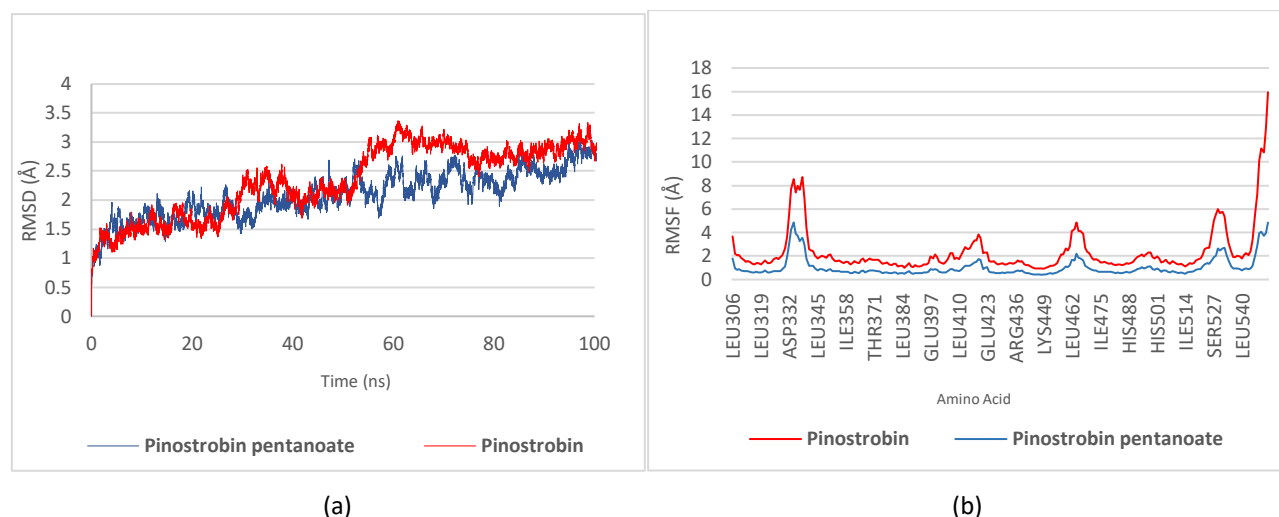 4
3.5
3
2.5
2
1.5
1
0.5
0
RMSD (Å)
0 20 40 60 80 100
Time (ns)
Pinostrobin pentanoate Pinostrobin
(a)
18
16
14
12
10
8
6
4
2
0
RMSF (Å)
LEU306
LEU319
ASP332
LEU345
ILE358
THR371
LEU384
GLU397
LEU410
GLU423
ARG436
LYS449
LEU462
ILE475
HIS488
HIS501
ILE514
SER527
LEU540
Amino Acid
Pinostrobin Pinostrobin pentanoate
(b)